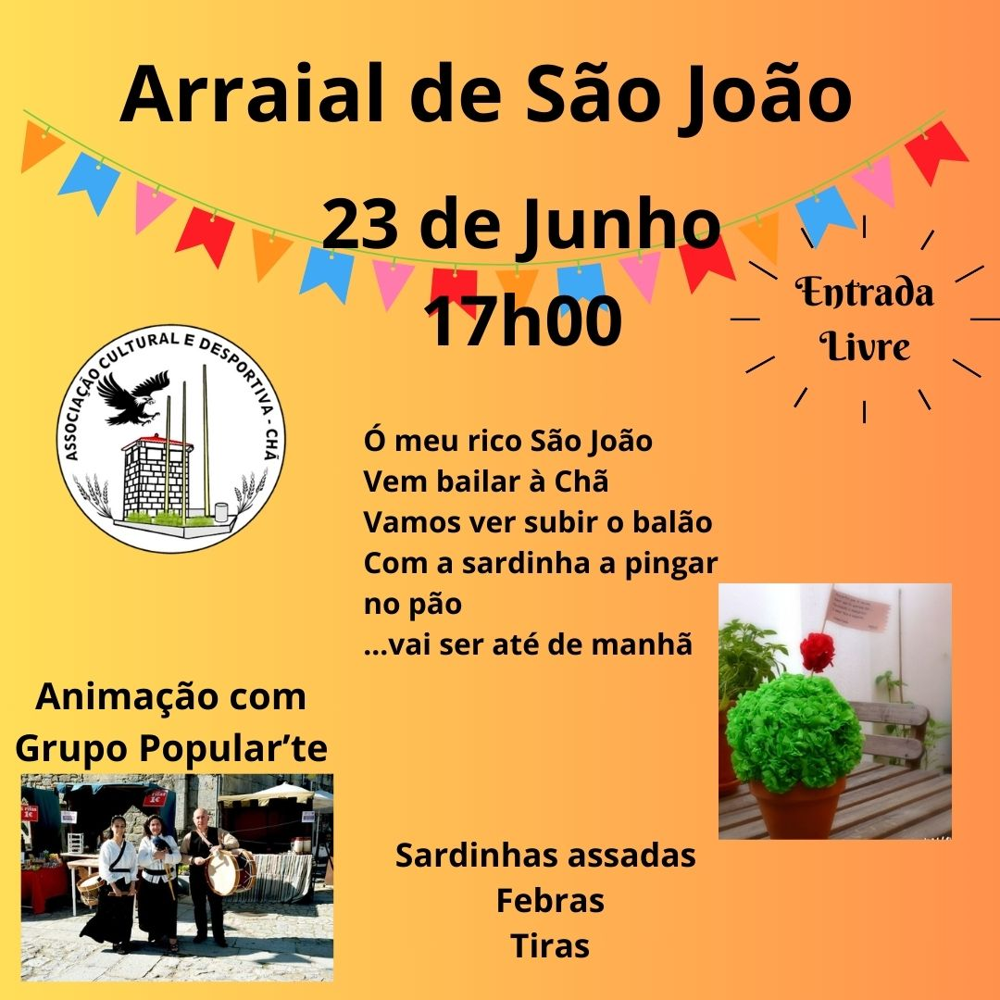 Arraial de São João
23 de Junho
17h00
Entrada
Livre
ASSOCIAÇÃO CULTURAL E DESPORTIVA - CHÃ
Ó meu rico São João
Vem bailar à Chã
Vamos ver subir o balão
Com a sardinha a pingar
no pão
...vai ser até de manhã
Animação com
Grupo Popular’te
rifas
1€
Sardinhas assadas
Febras
Tiras